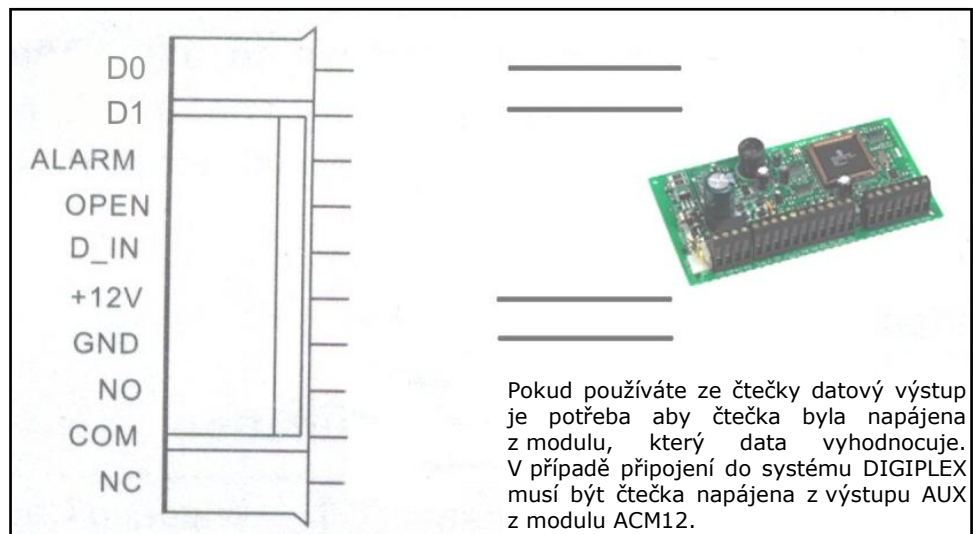 D0
D1
ALARM
OPEN
D_IN
+12V
GND
NO
COM
NC
Pokud používáte ze čtečky datový výstup
je potřeba aby čtečka byla napájena
z modulu, který data vyhodnocuje.
V případě připojení do systému DIGIPLEX
musí být čtečka napájena z výstupu AUX
z modulu ACM12.